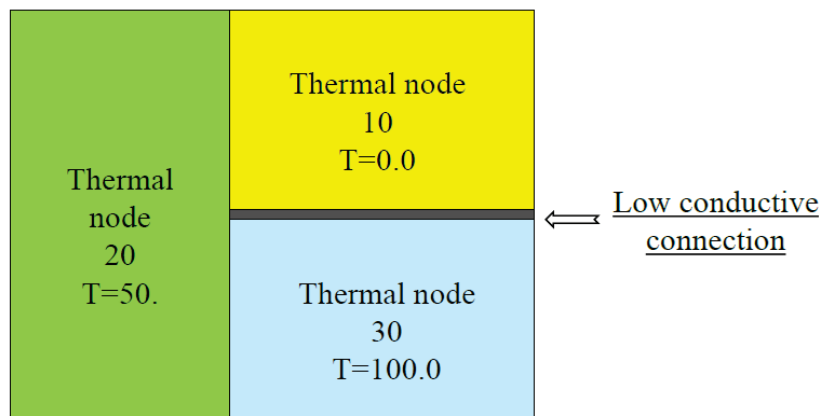 Thermal node
10
T=0.0
Thermal
node
20
T=50.
Low conductive
connection
Thermal node
30
T=100.0